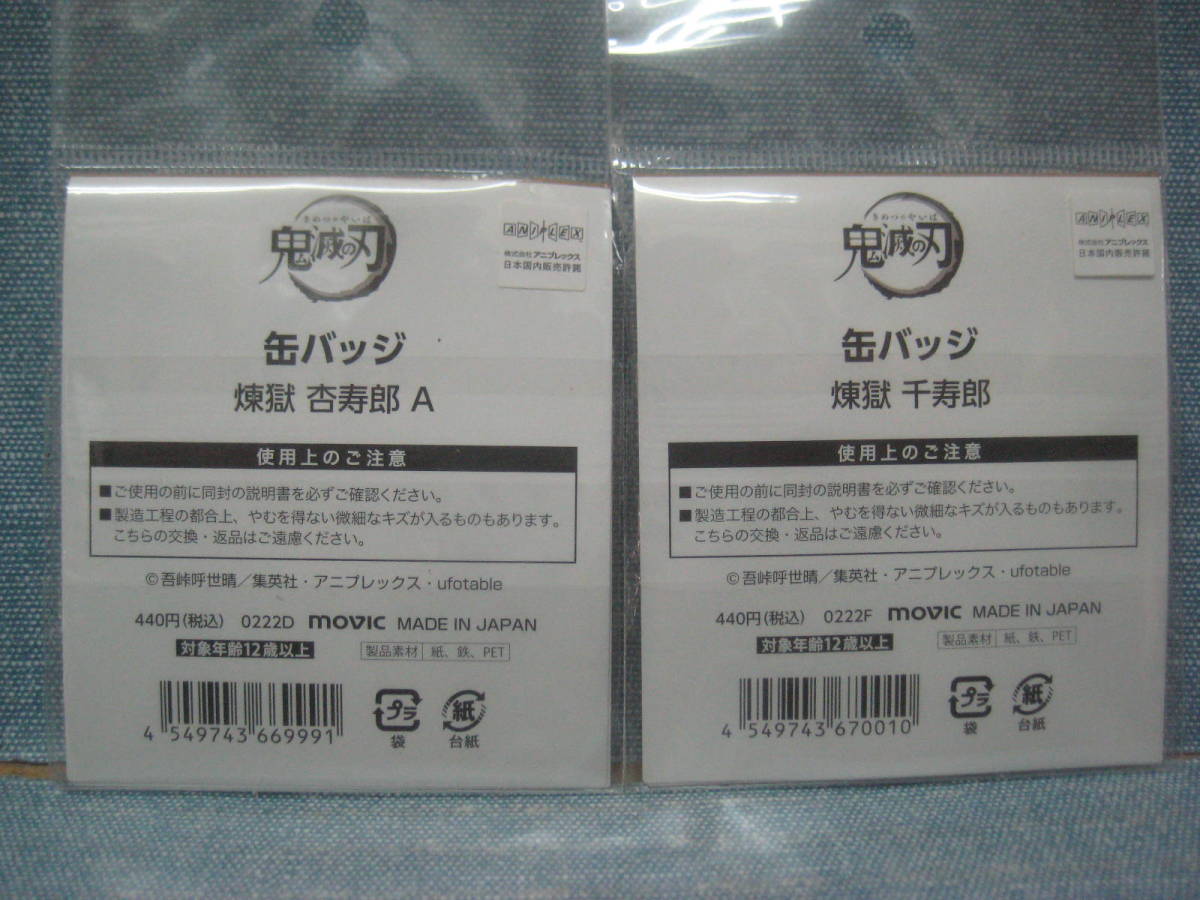 きめつのやいば
鬼滅の刃
ANIPLEX
株式会社 アニプレックス
日本国内販売許諾
缶バッジ
煉獄 杏寿郎 A
使用上のご注意
■ご使用の前に同封の説明書を必ずご確認ください。
■製造工程の都合上、やむを得ない微細なキズが入るものもあります。
こちらの交換・返品はご遠慮ください。
©吾峠呼世晴／集英社・アニプレックス・ufotable
440円(税込) 0222D movic MADE IN JAPAN
対象年齢12歳以上 製品素材 紙、鉄、PET
4 549743 669991
プラ 袋
紙 台紙
きめつのやいば
鬼滅の刃
ANIPLEX
株式会社 アニプレックス
日本国内販売許諾
缶バッジ
煉獄 千寿郎
使用上のご注意
■ご使用の前に同封の説明書を必ずご確認ください。
■製造工程の都合上、やむを得ない微細なキズが入るものもあります。
こちらの交換・返品はご遠慮ください。
©吾峠呼世晴／集英社・アニプレックス・ufotable
440円(税込) 0222F movic MADE IN JAPAN
対象年齢12歳以上 製品素材 紙、鉄、PET
4 549743 670010
プラ 袋
紙 台紙